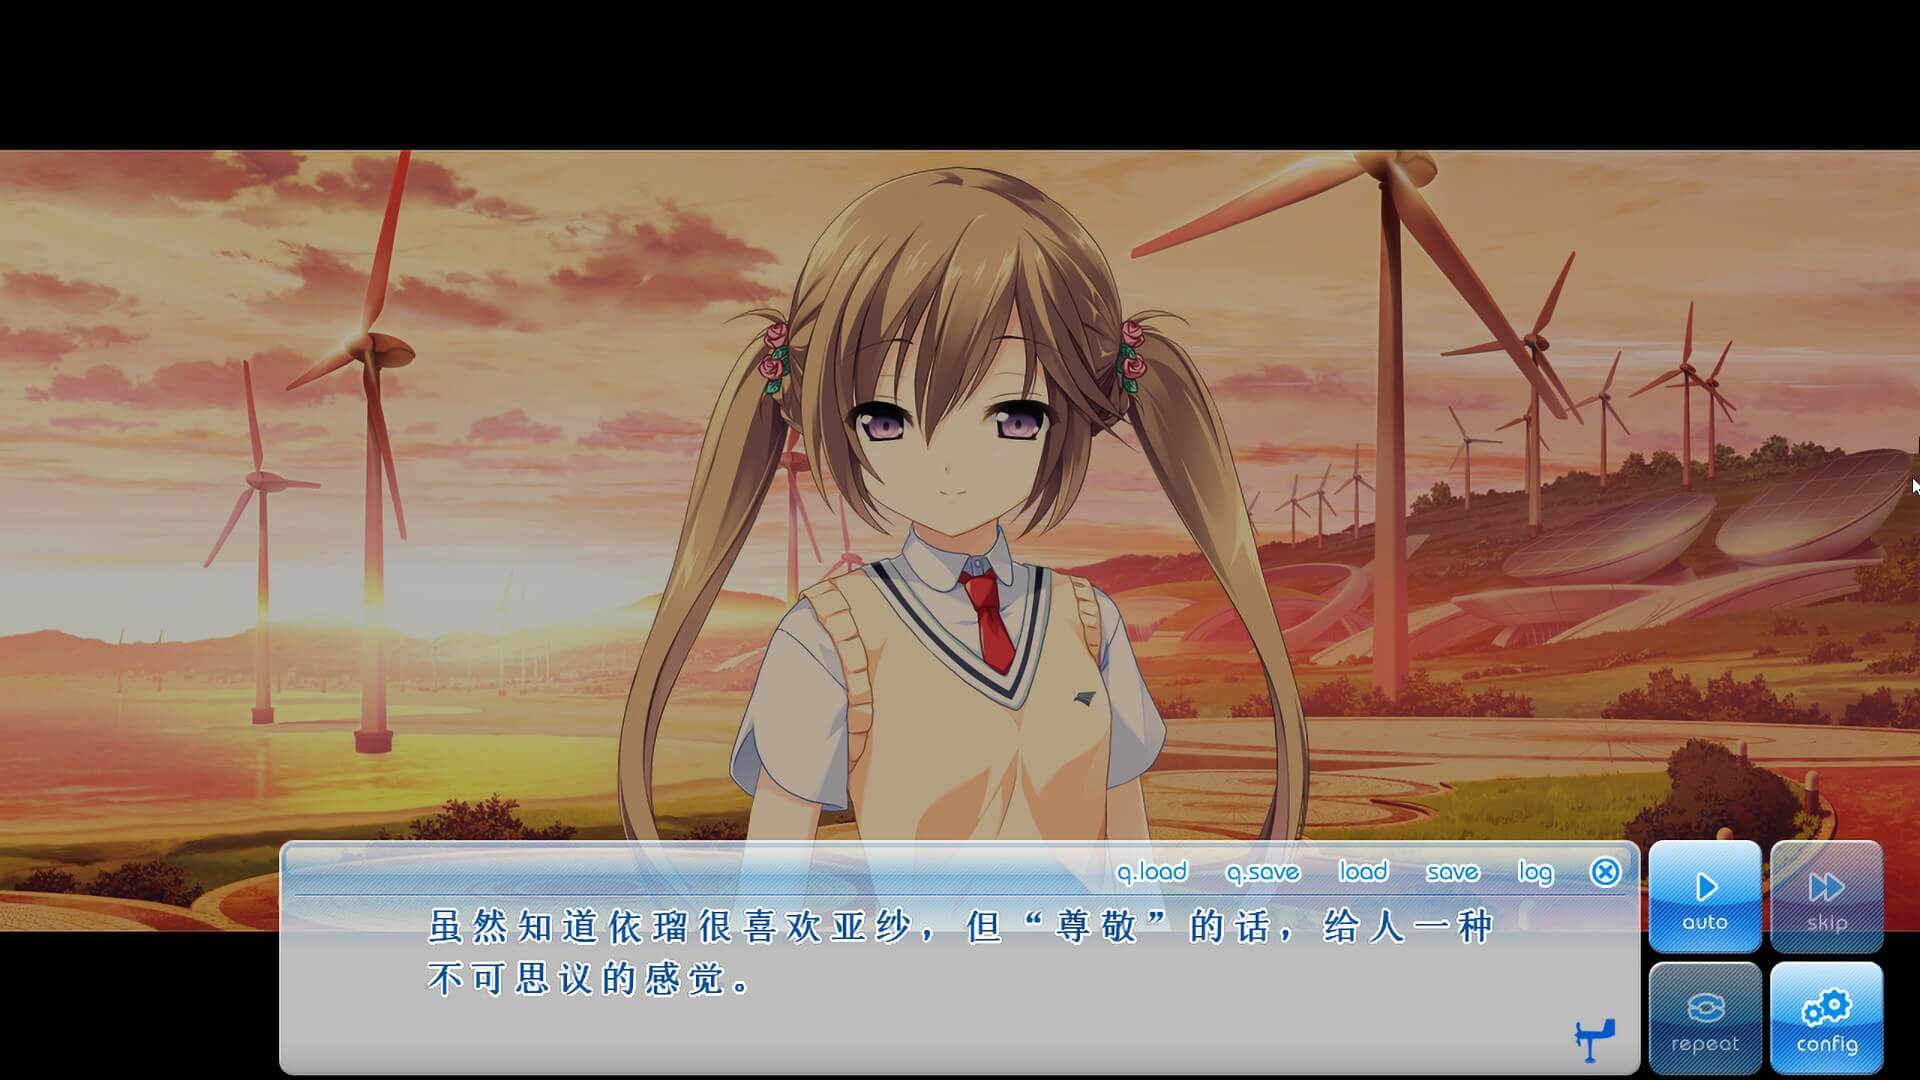 q.load q.save load save log
虽然知道依瑠很喜欢亚纱，但“尊敬”的话，给人一种
不可思议的感觉。
auto
skip
repeat
config